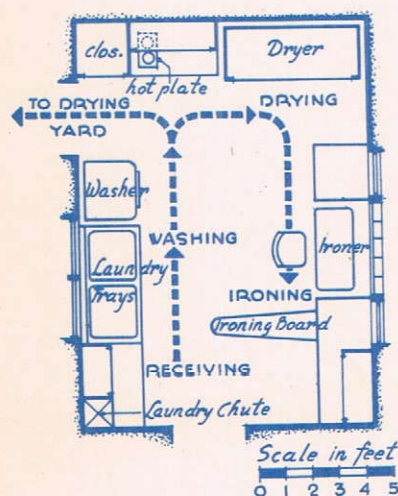 clos.
hot plate
Dryer
TO DRYING
YARD
DRYING
Washer
WASHING
Laundry
Trays
Ironer
IRONING
Ironing Board
RECEIVING
Laundry Chute
Scale in feet
0 1 2 3 4 5